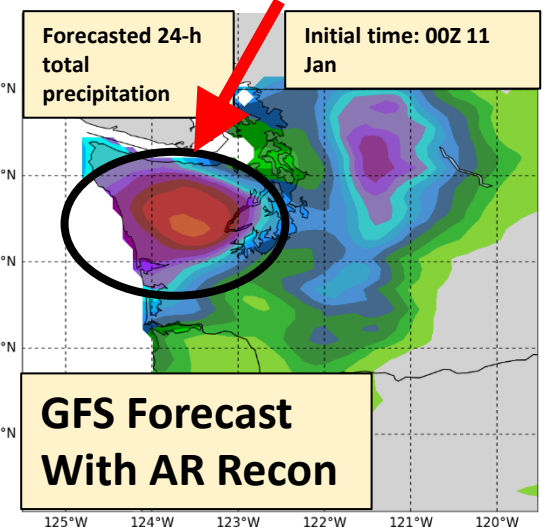 Forecasted 24-h
total
precipitation
Initial time: 00Z 11
Jan
°N
°N
°N
°N
°N
GFS Forecast
With AR Recon
125°W 124°W 123°W 122°W 121°W 120°W